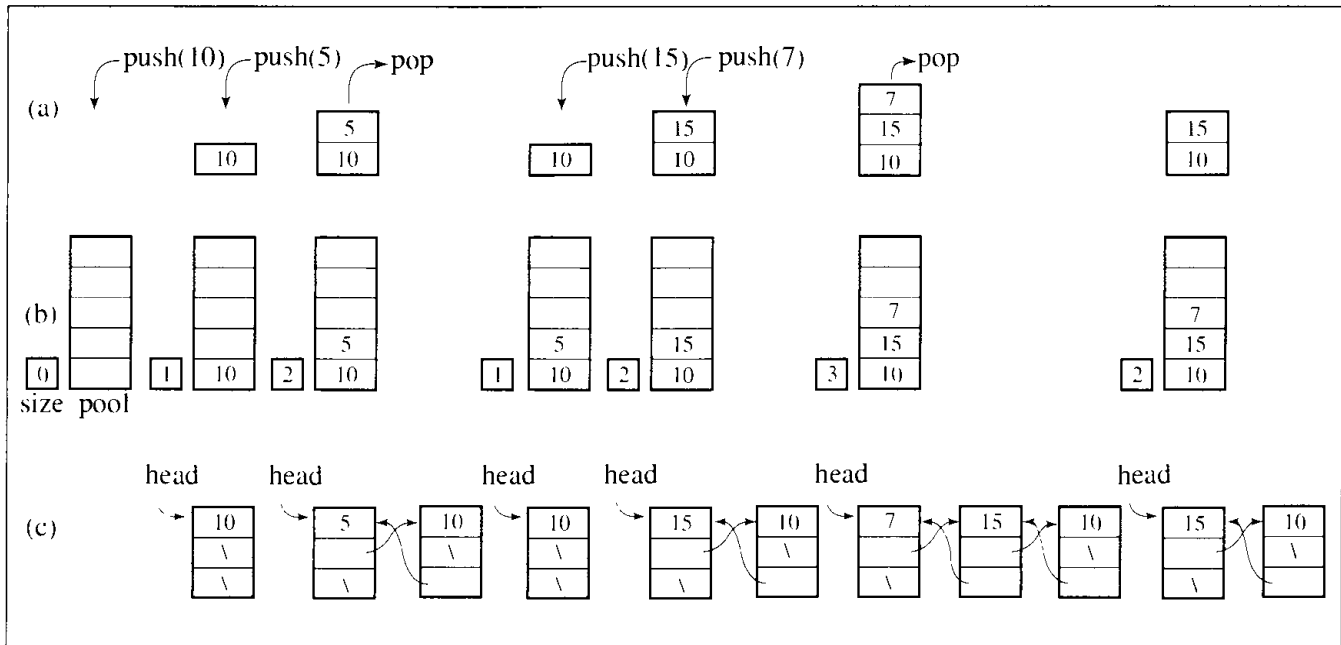 push(10) push(5) pop push(15) push(7) pop
(a)
7
5 15 15 15
10 10 10 10 10 10
(b)
7 7
5 5 15 15 15
0 1 10 2 10 1 10 2 10 3 10 2 10
size pool
head head head head head head
(c)
10 5 10 10 15 10 7 15 10 15 10
\ \ \ \ \ \
\ \ \ \ \ \